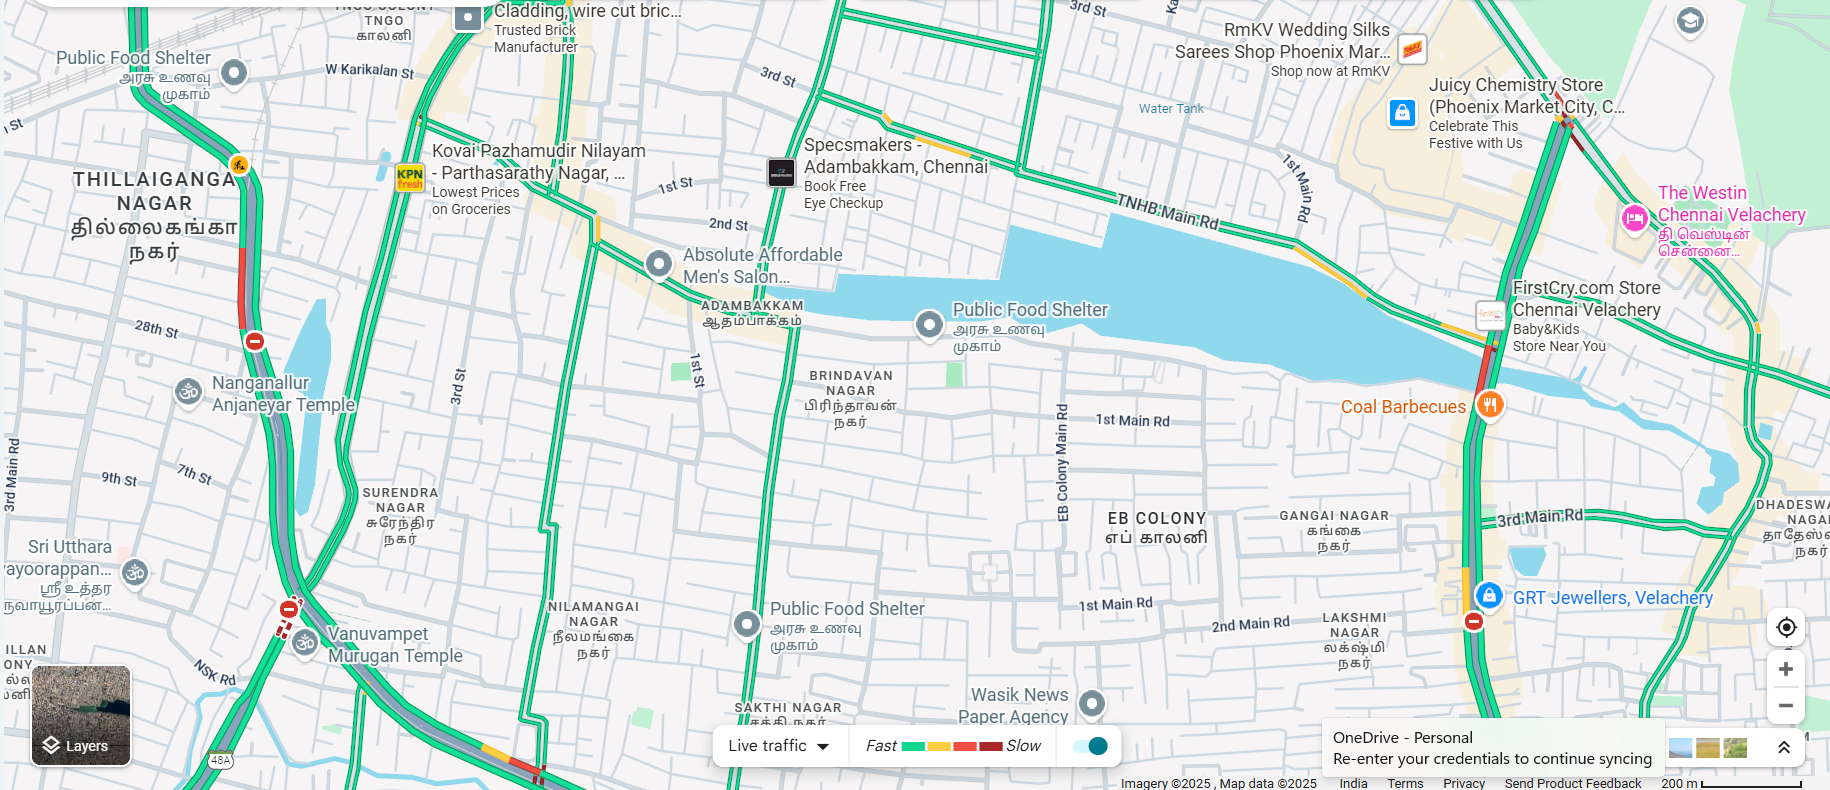 TNGO
காலனி
Cladding, wire cut bric...
Trusted Brick
Manufacturer
3rd St
RmKV Wedding Silks
Sarees Shop Phoenix Mar...
Shop now at RmKV
Public Food Shelter
அரசு உணவு
முகாம்
W Karikalan St
3rd St
Water Tank
Juicy Chemistry Store
(Phoenix Market City, C...
Celebrate This
Festive with Us
KPN
fresh
Kovai Pazhamudir Nilayam
- Parthasarathy Nagar, ...
Lowest Prices
on Groceries
Specsmakers -
Adambakkam, Chennai
Book Free
Eye Checkup
1st St
2nd St
1st Main Rd
TNHB Main Rd
THILLAIGANGA
NAGAR
தில்லைகங்கா
நகர்
The Westin
Chennai Velachery
தி வெஸ்டின்
சென்னை...
Absolute Affordable
Men's Salon...
ADAMBAKKAM
ஆதம்பாக்கம்
Public Food Shelter
அரசு உணவு
முகாம்
FirstCry.com Store
Chennai Velachery
Baby&Kids
Store Near You
28th St
Nanganallur
Anjaneyar Temple
3rd St
1st St
BRINDAVAN
NAGAR
பிரிந்தாவன்
நகர்
EB Colony Main Rd
1st Main Rd
Coal Barbecues
3rd Main Rd
9th St
7th St
SURENDRA
NAGAR
சுரேந்திர
நகர்
EB COLONY
எப் காலனி
GANGAI NAGAR
கங்கை
நகர்
3rd Main Rd
DHADESWA
NAGA
தாதேஸ்
நகர்
Sri Utthara
vayoorappan...
ஸ்ரீ உத்தர
NILAMANGAI
NAGAR
நீலமங்கை
நகர்
Public Food Shelter
அரசு உணவு
முகாம்
1st Main Rd
2nd Main Rd
LAKSHMI
NAGAR
லக்ஷ்மி
நகர்
GRT Jewellers, Velachery
Vanuvampet
Murugan Temple
NSK Rd
48A
SAKTHI NAGAR
சக்தி நகர்
Wasik News
Paper Agency
Layers
Live traffic
Fast
Slow
OneDrive - Personal
Re-enter your credentials to continue syncing
Imagery ©2025 , Map data ©2025 India Terms Privacy Send Product Feedback 200 m